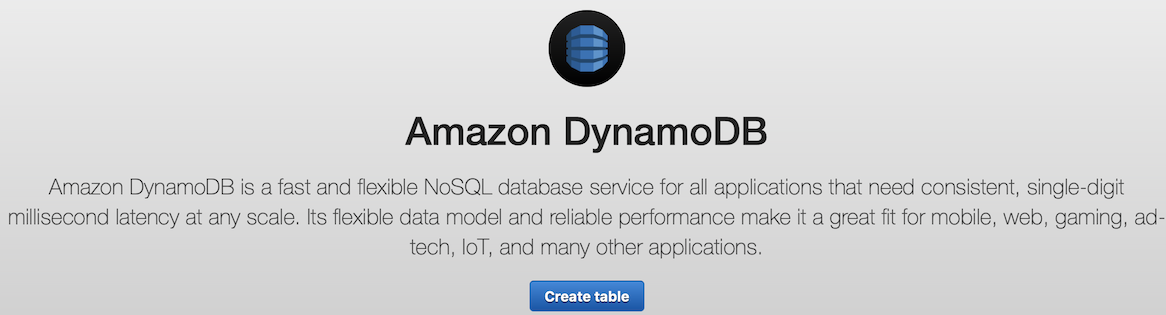 Amazon DynamoDB
Amazon DynamoDB is a fast and flexible NoSQL database service for all applications that need consistent, single-digit
millisecond latency at any scale. Its flexible data model and reliable performance make it a great fit for mobile, web, gaming, ad-
tech, IoT, and many other applications.
Create table